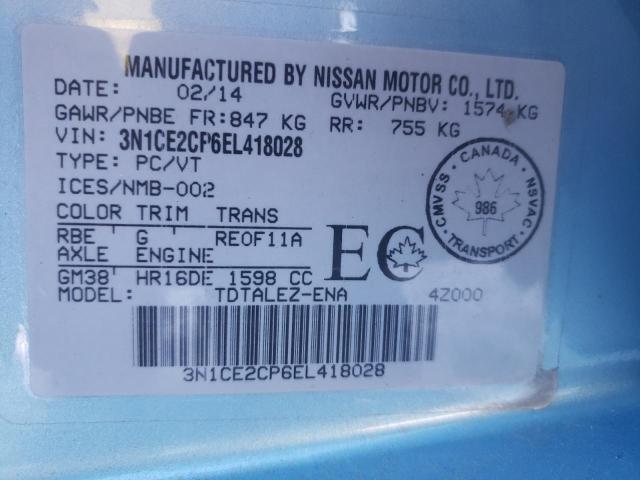 MANUFACTURED BY NISSAN MOTOR CO., LTD.
DATE: 02/14 GVWR/PNBV: 1574 KG
GAWR/PNBE FR: 847 KG RR: 755 KG
VIN: 3N1CE2CP6EL418028
TYPE: PC/VT
ICES/NMB-002
COLOR TRIM TRANS
RBE G RE0F11A
AXLE ENGINE
GM38 HR16DE 1598 CC
MODEL: TDTALEZ-ENA 4Z000
EC
CANADA
CMVSS 986 NSVAC
TRANSPORT
3N1CE2CP6EL418028